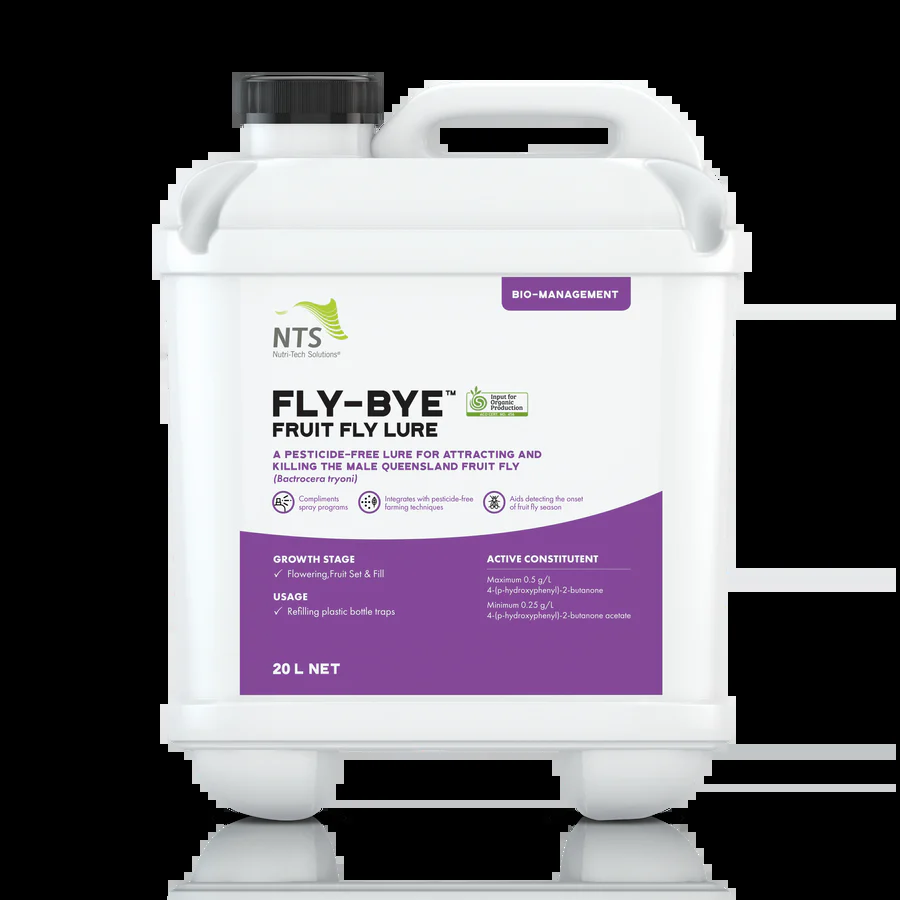 BIO-MANAGEMENT
NTS
Nutri-Tech Solutions®
FLY-BYE™
FRUIT FLY LURE
Input for
Organic
Production
A PESTICIDE-FREE LURE FOR ATTRACTING AND
KILLING THE MALE QUEENSLAND FRUIT FLY
(Bactrocera tryoni)
Compliments
spray programs
Integrates with pesticide-free
farming techniques
Aids detecting the onset
of fruit fly season
GROWTH STAGE
✓ Flowering,Fruit Set & Fill
USAGE
✓ Refilling plastic bottle traps
ACTIVE CONSTITUTENT
Maximum 0.5 g/L
4-(p-hydroxyphenyl)-2-butanone
Minimum 0.25 g/L
4-(p-hydroxyphenyl)-2-butanone acetate
20 L NET